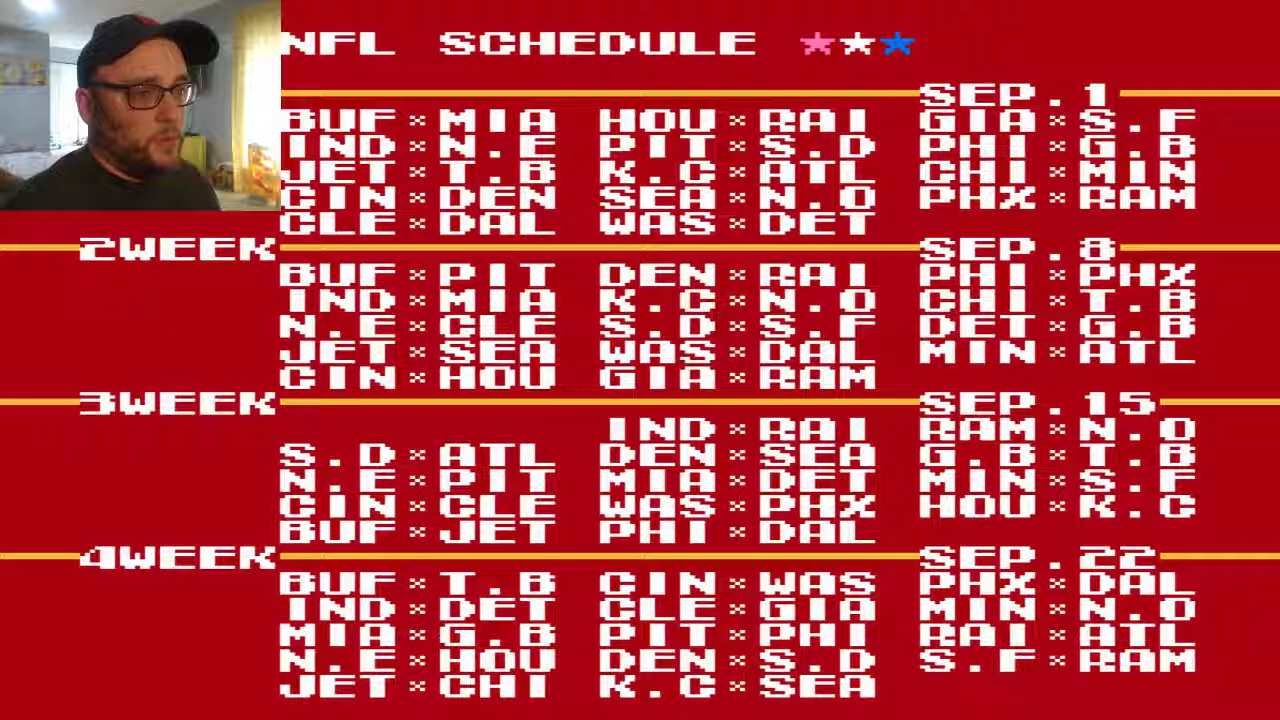 NFL SCHEDULE
SEP.1
BUF×MIA HOU×RAI GIA×S.F
IND×N.E PIT×S.D PHI×G.B
JET×T.B K.C×ATL CHI×MIN
CIN×DEN SEA×N.O PHX×RAM
CLE×DAL WAS×DET
2WEEK SEP.8
BUF×PIT DEN×RAI PHI×PHX
IND×MIA K.C×N.O CHI×T.B
N.E×CLE S.D×S.F DET×G.B
JET×SEA WAS×DAL MIN×ATL
CIN×HOU GIA×RAM
3WEEK SEP.15
IND×RAI RAM×N.O
S.D×ATL DEN×SEA G.B×T.B
N.E×PIT MIA×DET MIN×S.F
CIN×CLE WAS×PHX HOU×K.C
BUF×JET PHI×DAL
4WEEK SEP.22
BUF×T.B CIN×WAS PHX×DAL
IND×DET CLE×GIA MIN×N.O
MIA×G.B PIT×PHI RAI×ATL
N.E×HOU DEN×S.D S.F×RAM
JET×CHI K.C×SEA